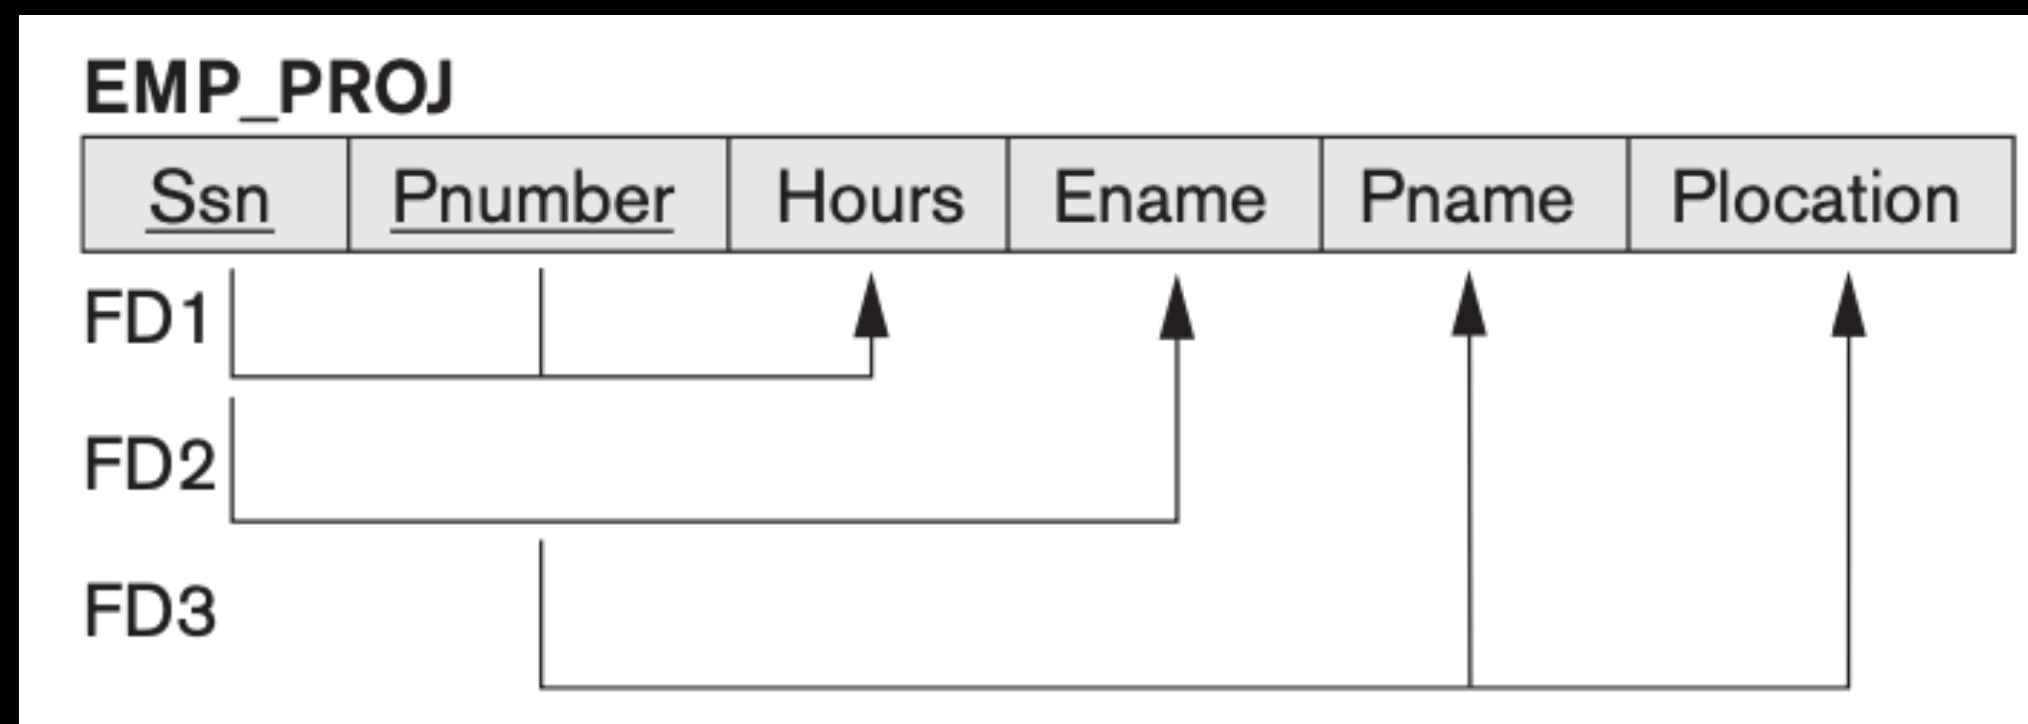 EMP_PROJ
Ssn Pnumber Hours Ename Pname Plocation
FD1
FD2
FD3